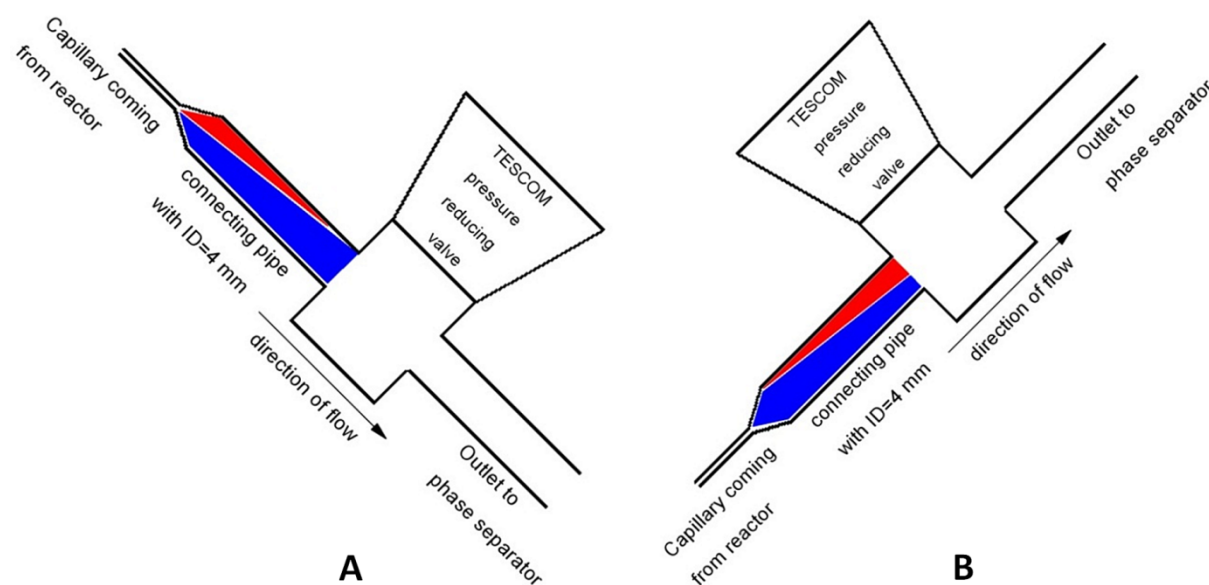 Capillary coming
from reactor
connecting pipe
with ID=4 mm
direction of flow
TESCOM
pressure
reducing
valve
Outlet to
phase separator
A
TESCOM
pressure
reducing
valve
Outlet to
phase separator
direction of flow
connecting pipe
with ID=4 mm
Capillary coming
from reactor
B